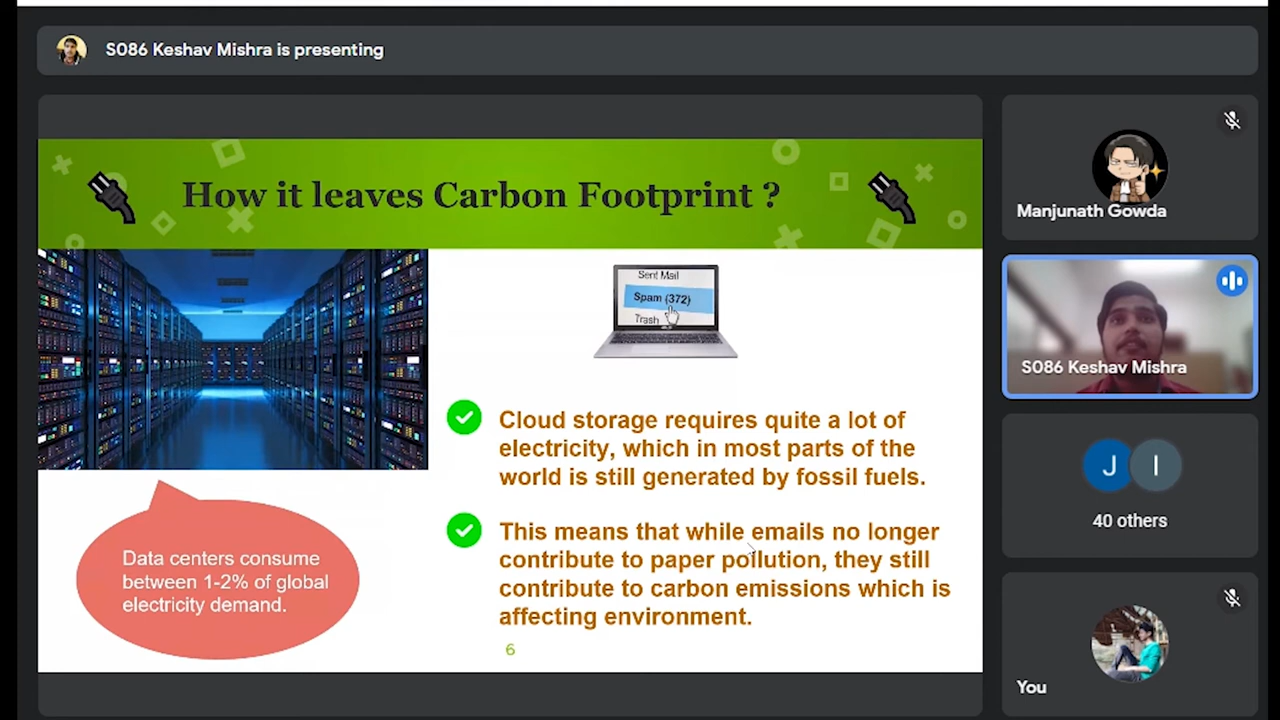 S086 Keshav Mishra is presenting
How it leaves Carbon Footprint ?
Sent Mail
Spam (372)
Trash
Cloud storage requires quite a lot of
electricity, which in most parts of the
world is still generated by fossil fuels.
This means that while emails no longer
contribute to paper pollution, they still
contribute to carbon emissions which is
affecting environment.
Data centers consume
between 1-2% of global
electricity demand.
6
Manjunath Gowda
S086 Keshav Mishra
J
I
40 others
You